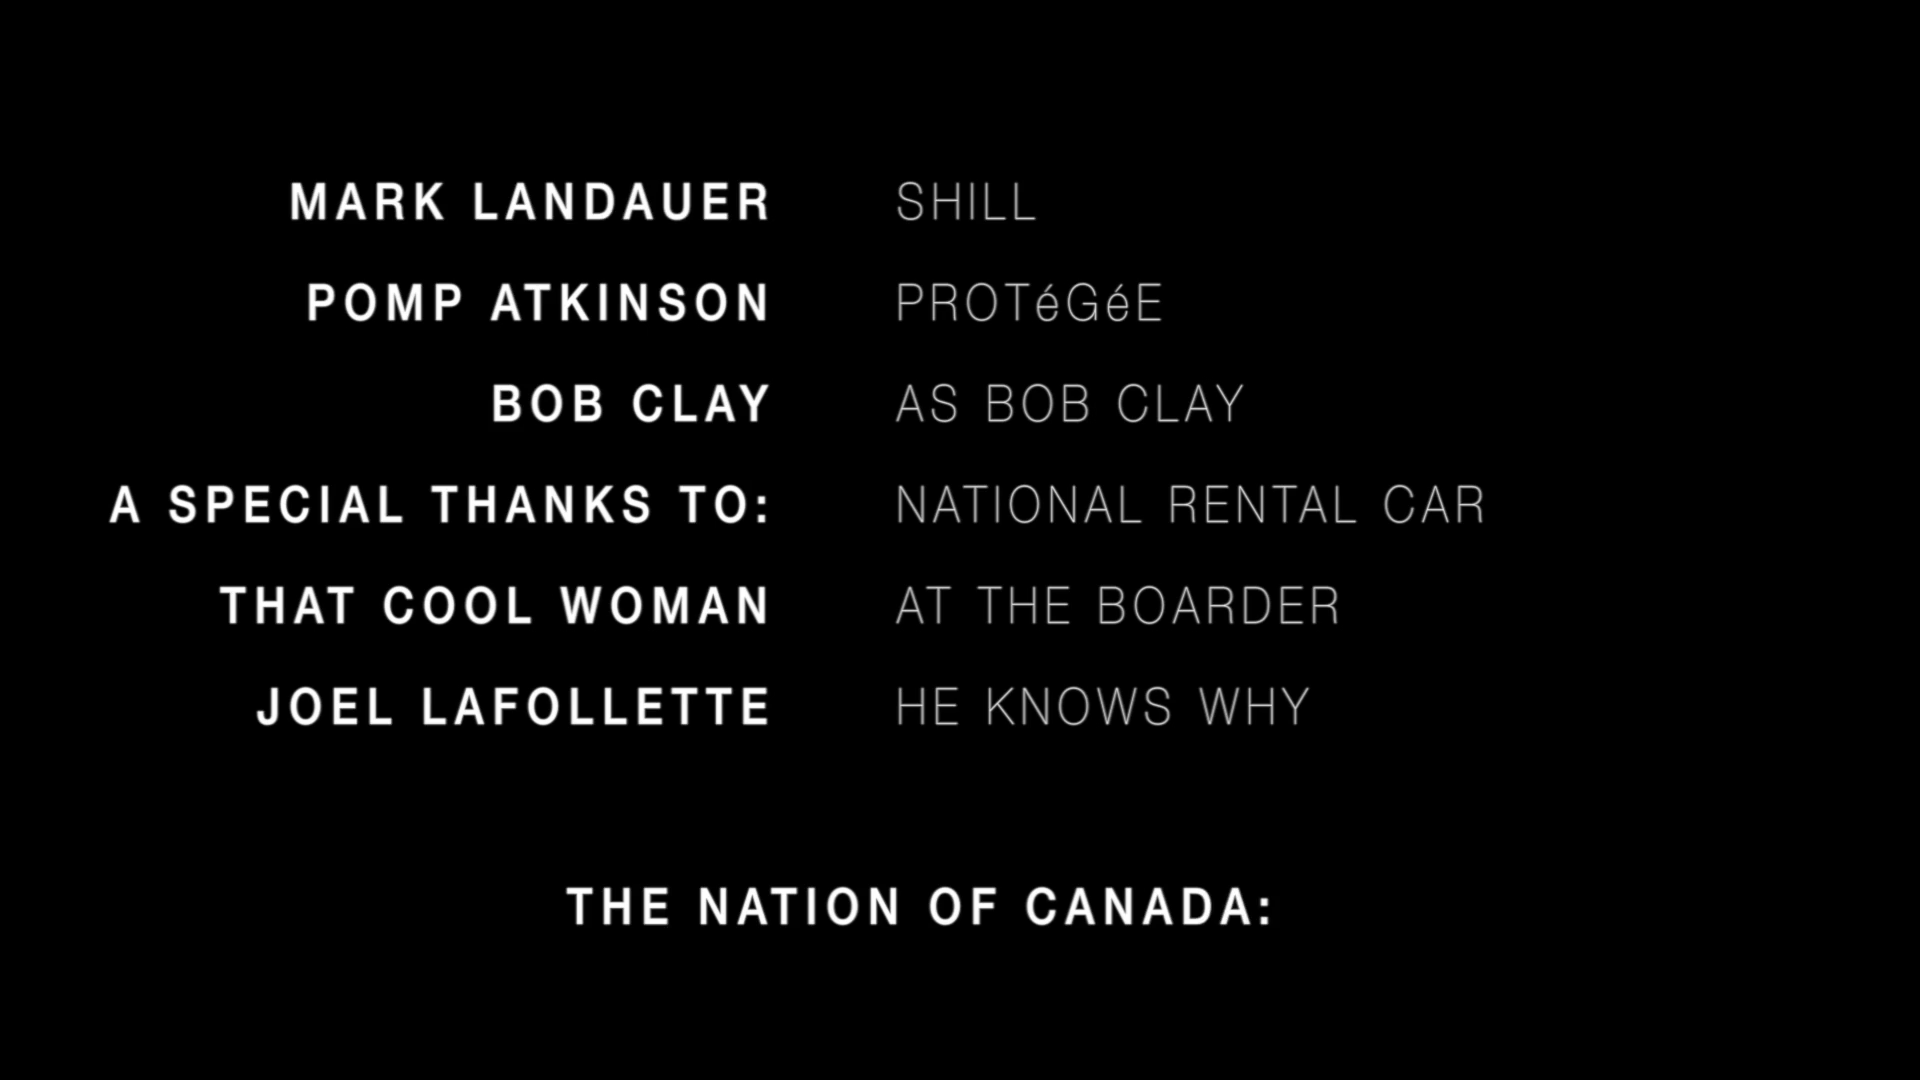 MARK LANDAUER SHILL
POMP ATKINSON PROTéGéE
BOB CLAY AS BOB CLAY
A SPECIAL THANKS TO: NATIONAL RENTAL CAR
THAT COOL WOMAN AT THE BOARDER
JOEL LAFOLLETTE HE KNOWS WHY
THE NATION OF CANADA: